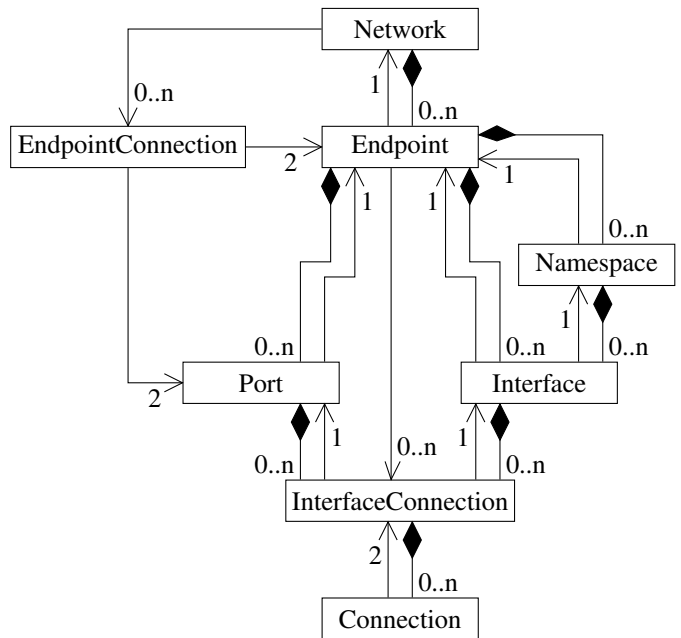 Network
1
0..n
0..n
EndpointConnection
2
Endpoint
1
0..n
Namespace
1
1
1
0..n
0..n
0..n
Port
2
Interface
1
0..n
0..n
1
0..n
InterfaceConnection
2
0..n
Connection